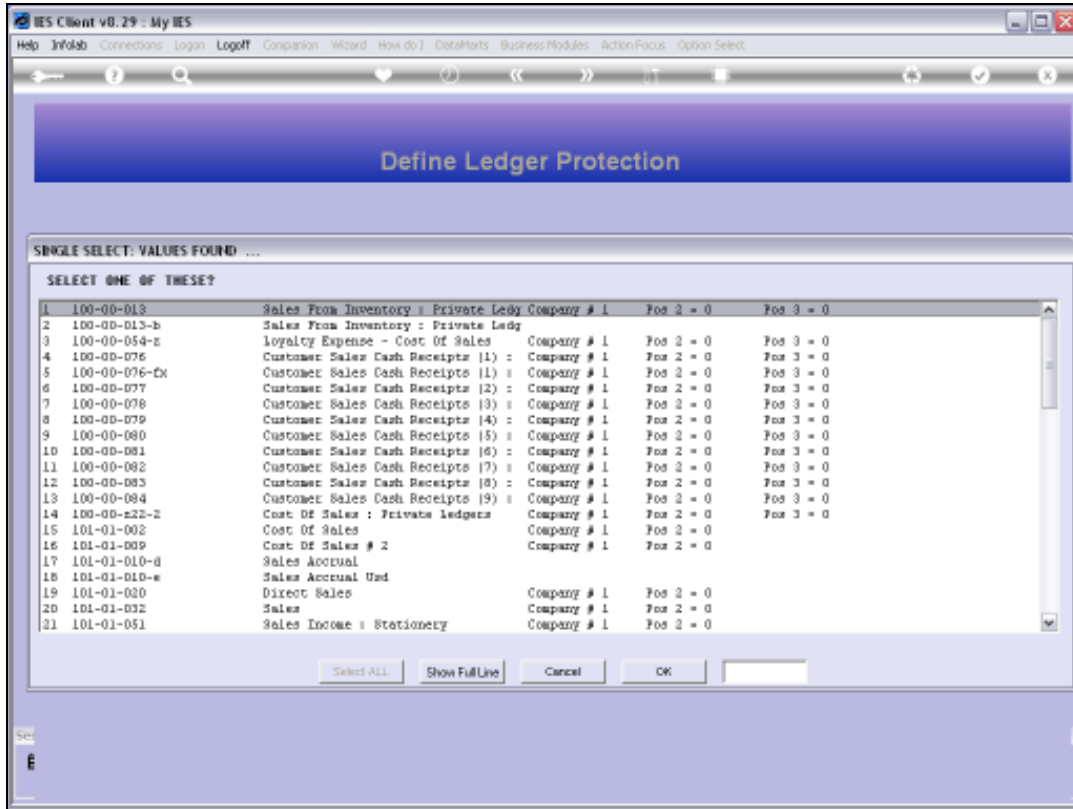 IES Client v8.29 : My IES
Help Infolab Connections Logon Logoff Companion Wizard How do I DataMarts Business Modules Action Focus Option Select
Define Ledger Protection
SINGLE SELECT: VALUES FOUND ...
SELECT ONE OF THESE?
1 100-00-013 Sales From Inventory : Private Ledg Company # 1 Pos 2 = 0 Pos 3 = 0
2 100-00-013-b Sales From Inventory : Private Ledg
3 100-00-054-z Loyalty Expense - Cost Of Sales Company # 1 Pos 2 = 0 Pos 3 = 0
4 100-00-076 Customer Sales Cash Receipts (1) : Company # 1 Pos 2 = 0 Pos 3 = 0
5 100-00-076-fx Customer Sales Cash Receipts (1) : Company # 1 Pos 2 = 0 Pos 3 = 0
6 100-00-077 Customer Sales Cash Receipts (2) : Company # 1 Pos 2 = 0 Pos 3 = 0
7 100-00-078 Customer Sales Cash Receipts (3) : Company # 1 Pos 2 = 0 Pos 3 = 0
8 100-00-079 Customer Sales Cash Receipts (4) : Company # 1 Pos 2 = 0 Pos 3 = 0
9 100-00-080 Customer Sales Cash Receipts (5) : Company # 1 Pos 2 = 0 Pos 3 = 0
10 100-00-081 Customer Sales Cash Receipts (6) : Company # 1 Pos 2 = 0 Pos 3 = 0
11 100-00-082 Customer Sales Cash Receipts (7) : Company # 1 Pos 2 = 0 Pos 3 = 0
12 100-00-083 Customer Sales Cash Receipts (8) : Company # 1 Pos 2 = 0 Pos 3 = 0
13 100-00-084 Customer Sales Cash Receipts (9) : Company # 1 Pos 2 = 0 Pos 3 = 0
14 100-00-z22-2 Cost Of Sales : Private ledgers Company # 1 Pos 2 = 0 Pos 3 = 0
15 101-01-002 Cost Of Sales Company # 1 Pos 2 = 0
16 101-01-009 Cost Of Sales # 2 Company # 1 Pos 2 = 0
17 101-01-010-d Sales Accrual
18 101-01-010-e Sales Accrual Usd
19 101-01-020 Direct Sales Company # 1 Pos 2 = 0
20 101-01-032 Sales Company # 1 Pos 2 = 0
21 101-01-051 Sales Income : Stationery Company # 1 Pos 2 = 0
Select ALL Show Full Line Cancel OK